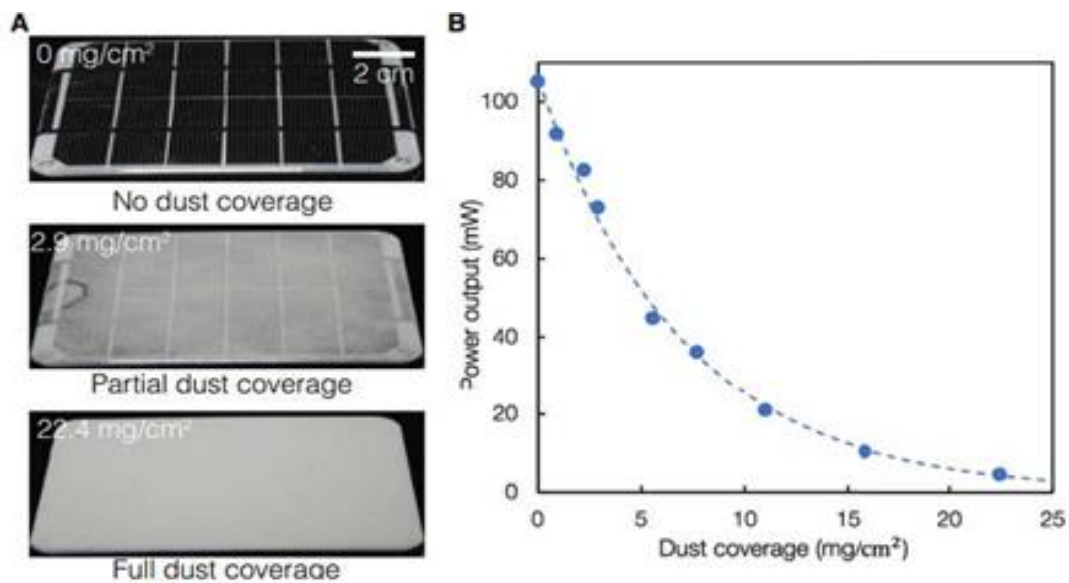 A
0 mg/cm²
2 cm
No dust coverage
2.9 mg/cm²
Partial dust coverage
22.4 mg/cm²
Full dust coverage
B
Power output (mW)
100
80
60
40
20
0
0 5 10 15 20 25
Dust coverage (mg/cm²)